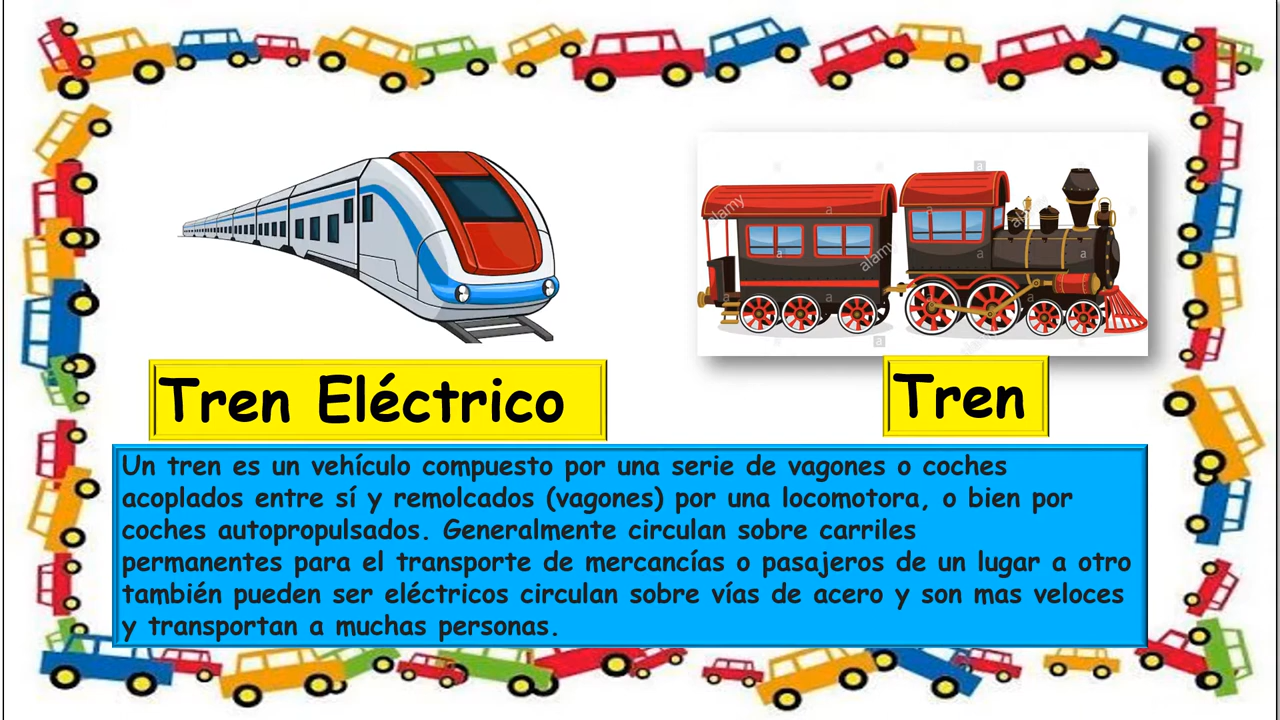 alamy
a
alamy
Tren Eléctrico
Tren
Un tren es un vehículo compuesto por una serie de vagones o coches
acoplados entre sí y remolcados (vagones) por una locomotora, o bien por
coches autopropulsados. Generalmente circulan sobre carriles
permanentes para el transporte de mercancías o pasajeros de un lugar a otro
también pueden ser eléctricos circulan sobre vías de acero y son mas veloces
y transportan a muchas personas.